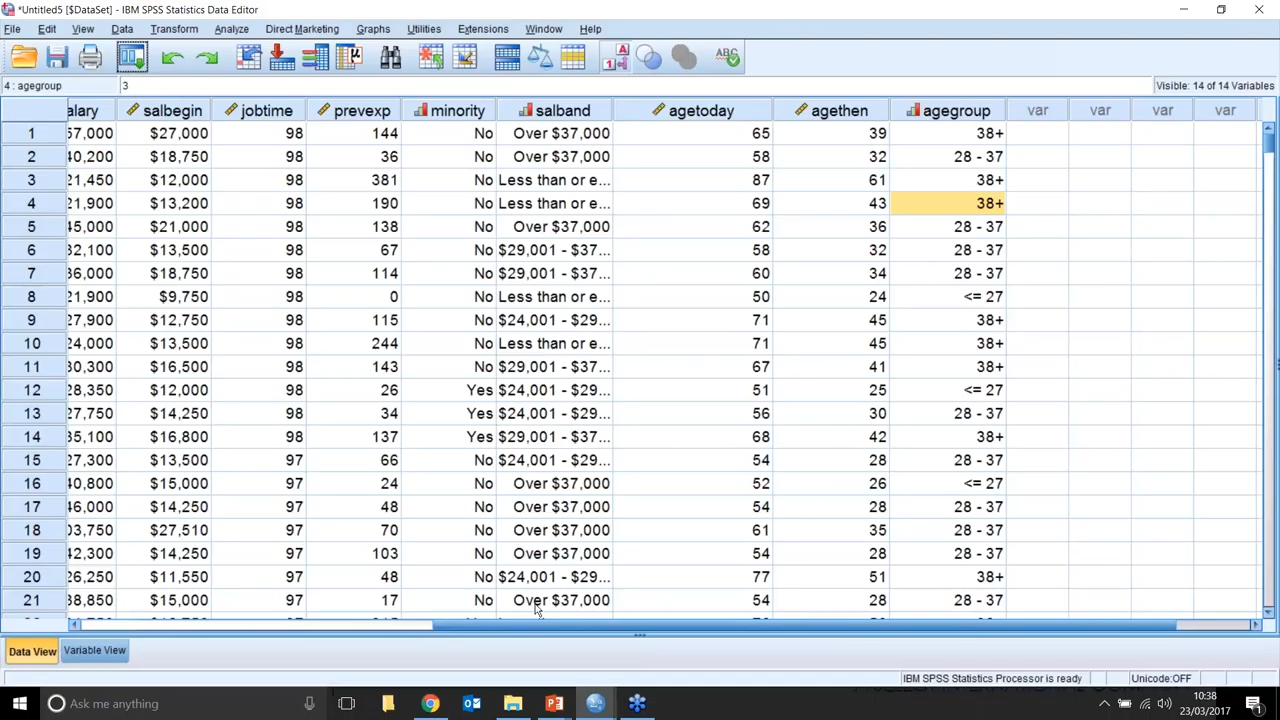 *Untitled5 [$DataSet] - IBM SPSS Statistics Data Editor
File Edit View Data Transform Analyze Direct Marketing Graphs Utilities Extensions Window Help
4 : agegroup 3 Visible: 14 of 14 Variables
alary salbegin jobtime prevexp minority salband agetoday agethen agegroup var var var var
1 57,000 $27,000 98 144 No Over $37,000 65 39 38+
2 40,200 $18,750 98 36 No Over $37,000 58 32 28 - 37
3 21,450 $12,000 98 381 No Less than or e... 87 61 38+
4 21,900 $13,200 98 190 No Less than or e... 69 43 38+
5 45,000 $21,000 98 138 No Over $37,000 62 36 28 - 37
6 32,100 $13,500 98 67 No $29,001 - $37... 58 32 28 - 37
7 36,000 $18,750 98 114 No $29,001 - $37... 60 34 28 - 37
8 21,900 $9,750 98 0 No Less than or e... 50 24 <= 27
9 27,900 $12,750 98 115 No $24,001 - $29... 71 45 38+
10 24,000 $13,500 98 244 No Less than or e... 71 45 38+
11 30,300 $16,500 98 143 No $29,001 - $37... 67 41 38+
12 28,350 $12,000 98 26 Yes $24,001 - $29... 51 25 <= 27
13 27,750 $14,250 98 34 Yes $24,001 - $29... 56 30 28 - 37
14 35,100 $16,800 98 137 Yes $29,001 - $37... 68 42 38+
15 27,300 $13,500 97 66 No $24,001 - $29... 54 28 28 - 37
16 40,800 $15,000 97 24 No Over $37,000 52 26 <= 27
17 46,000 $14,250 97 48 No Over $37,000 54 28 28 - 37
18 03,750 $27,510 97 70 No Over $37,000 61 35 28 - 37
19 42,300 $14,250 97 103 No Over $37,000 54 28 28 - 37
20 26,250 $11,550 97 48 No $24,001 - $29... 77 51 38+
21 38,850 $15,000 97 17 No Over $37,000 54 28 28 - 37
Data View Variable View
IBM SPSS Statistics Processor is ready Unicode:OFF
Ask me anything
10:38
23/03/2017